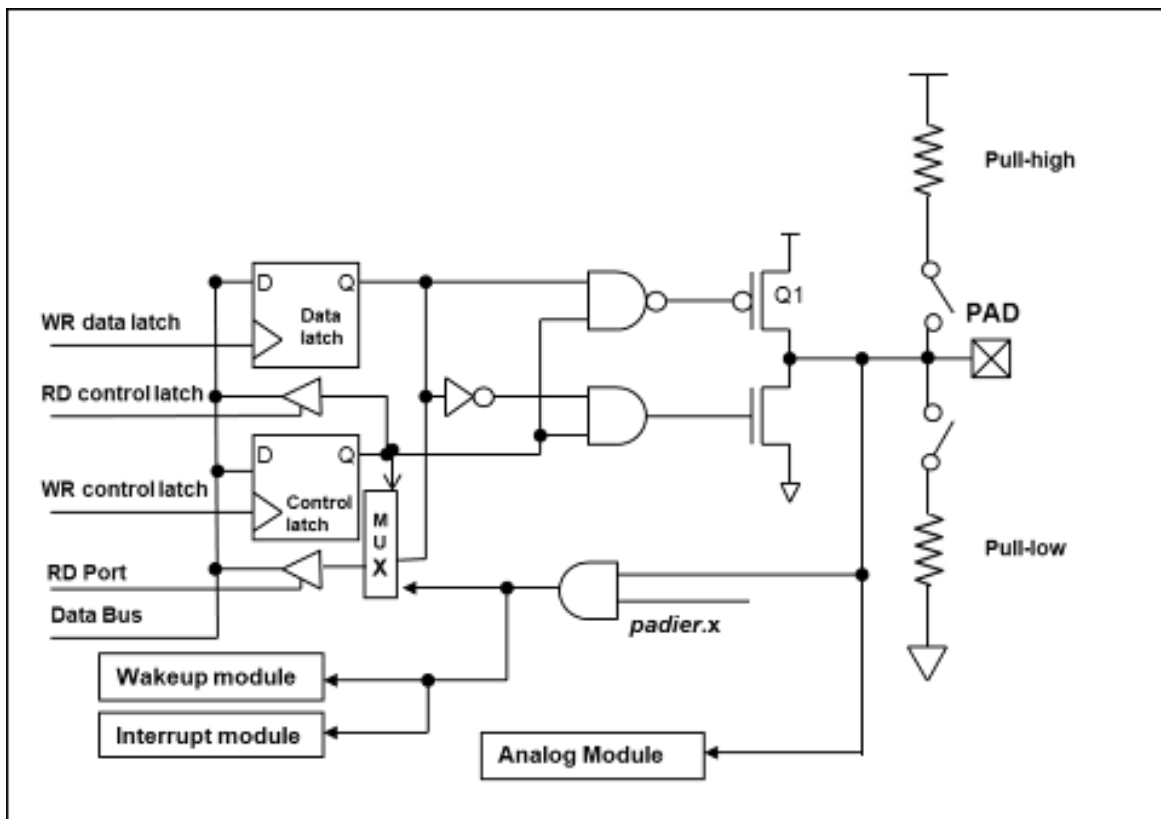 Pull-high
D
Q
Data
latch
Q1
WR data latch
PAD
RD control latch
D
Q
WR control latch
Control
latch
M
U
X
RD Port
Pull-low
Data Bus
padier.x
Wakeup module
Interrupt module
Analog Module